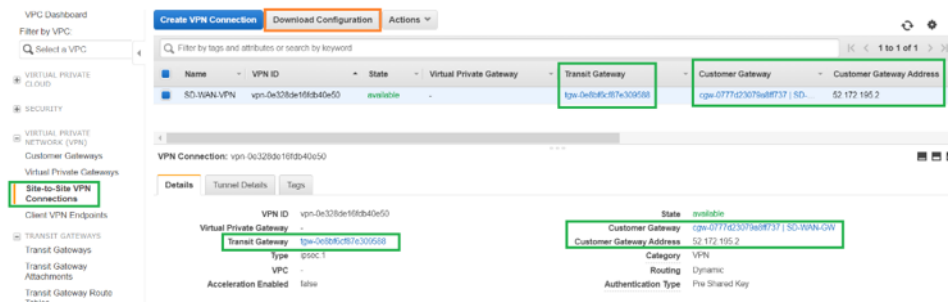 VPC Dashboard
Filter by VPC:
Select a VPC
VIRTUAL PRIVATE
CLOUD
SECURITY
VIRTUAL PRIVATE
NETWORK (VPN)
Customer Gateways
Virtual Private Gateways
Site-to-Site VPN
Connections
Client VPN Endpoints
TRANSIT GATEWAYS
Transit Gateways
Transit Gateway
Attachments
Transit Gateway Route
Tables
Create VPN Connection Download Configuration Actions
Filter by tags and attributes or search by keyword
1 to 1 of 1
Name VPN ID State Virtual Private Gateway Transit Gateway Customer Gateway Customer Gateway Address
SD-WAN-VPN vpn-0e328de16fdb40e50 available - tgw-0e8bf6cf87e309588 cgw-0777d23079a8ff737 | SD-... 52.172.195.2
VPN Connection: vpn-0e328de16fdb40e50
Details Tunnel Details Tags
VPN ID vpn-0e328de16fdb40e50 State available
Virtual Private Gateway - Customer Gateway cgw-0777d23079a8ff737 | SD-WAN-GW
Transit Gateway tgw-0e8bf6cf87e309588 Customer Gateway Address 52.172.195.2
Type ipsec.1 Category VPN
VPC - Routing Dynamic
Acceleration Enabled false Authentication Type Pre Shared Key